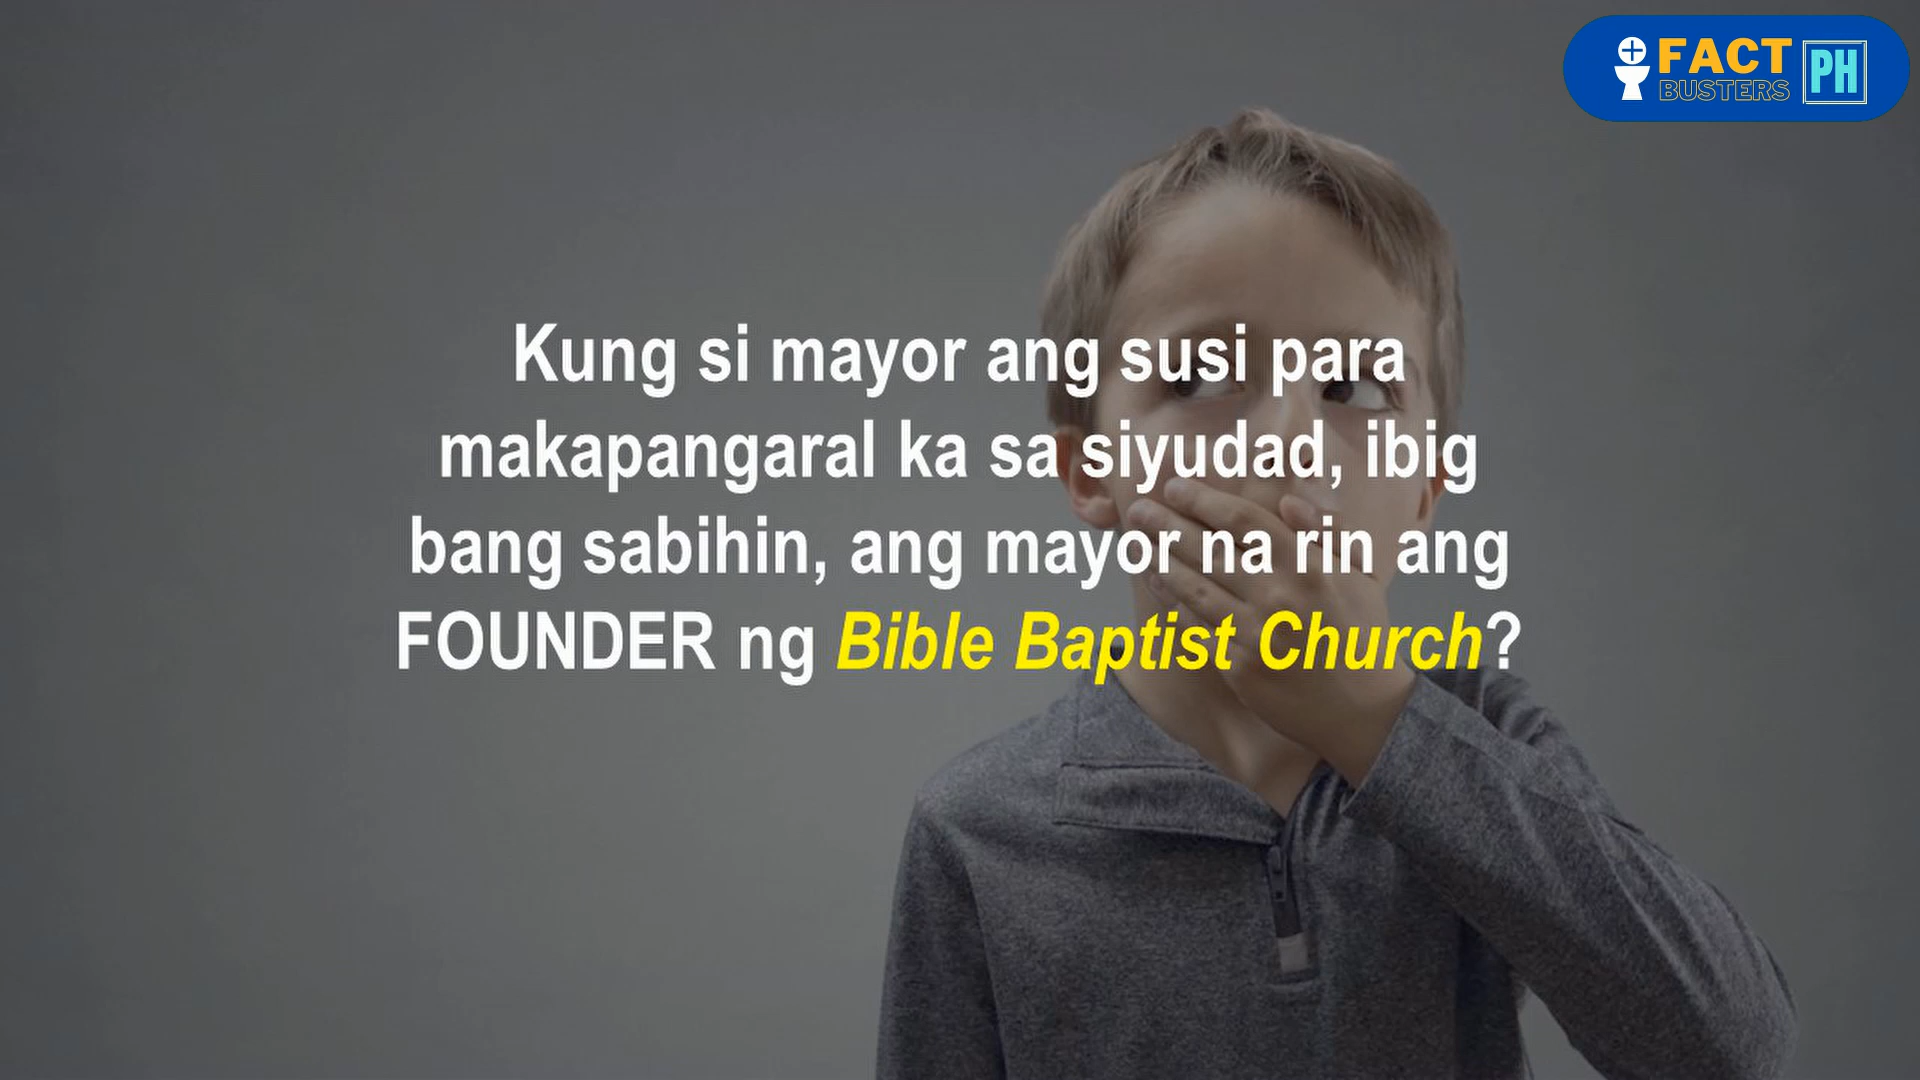 FACT
BUSTERS
PH
Kung si mayor ang susi para
makapangaral ka sa siyudad, ibig
bang sabihin, ang mayor na rin ang
FOUNDER ng Bible Baptist Church?